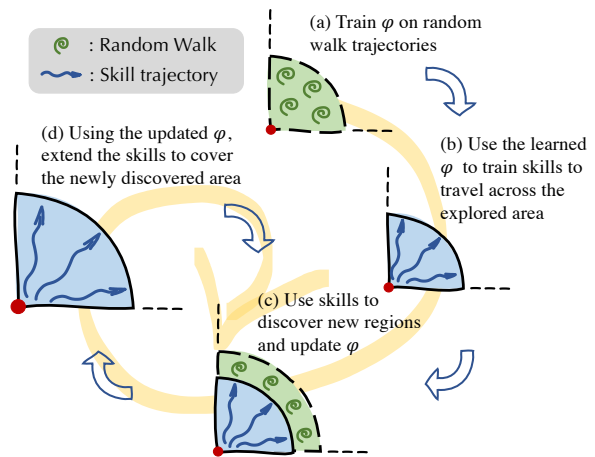 : Random Walk
: Skill trajectory
(a) Train φ on random
walk trajectories
(b) Use the learned
φ to train skills to
travel across the
explored area
(c) Use skills to
discover new regions
and update φ
(d) Using the updated φ,
extend the skills to cover
the newly discovered area